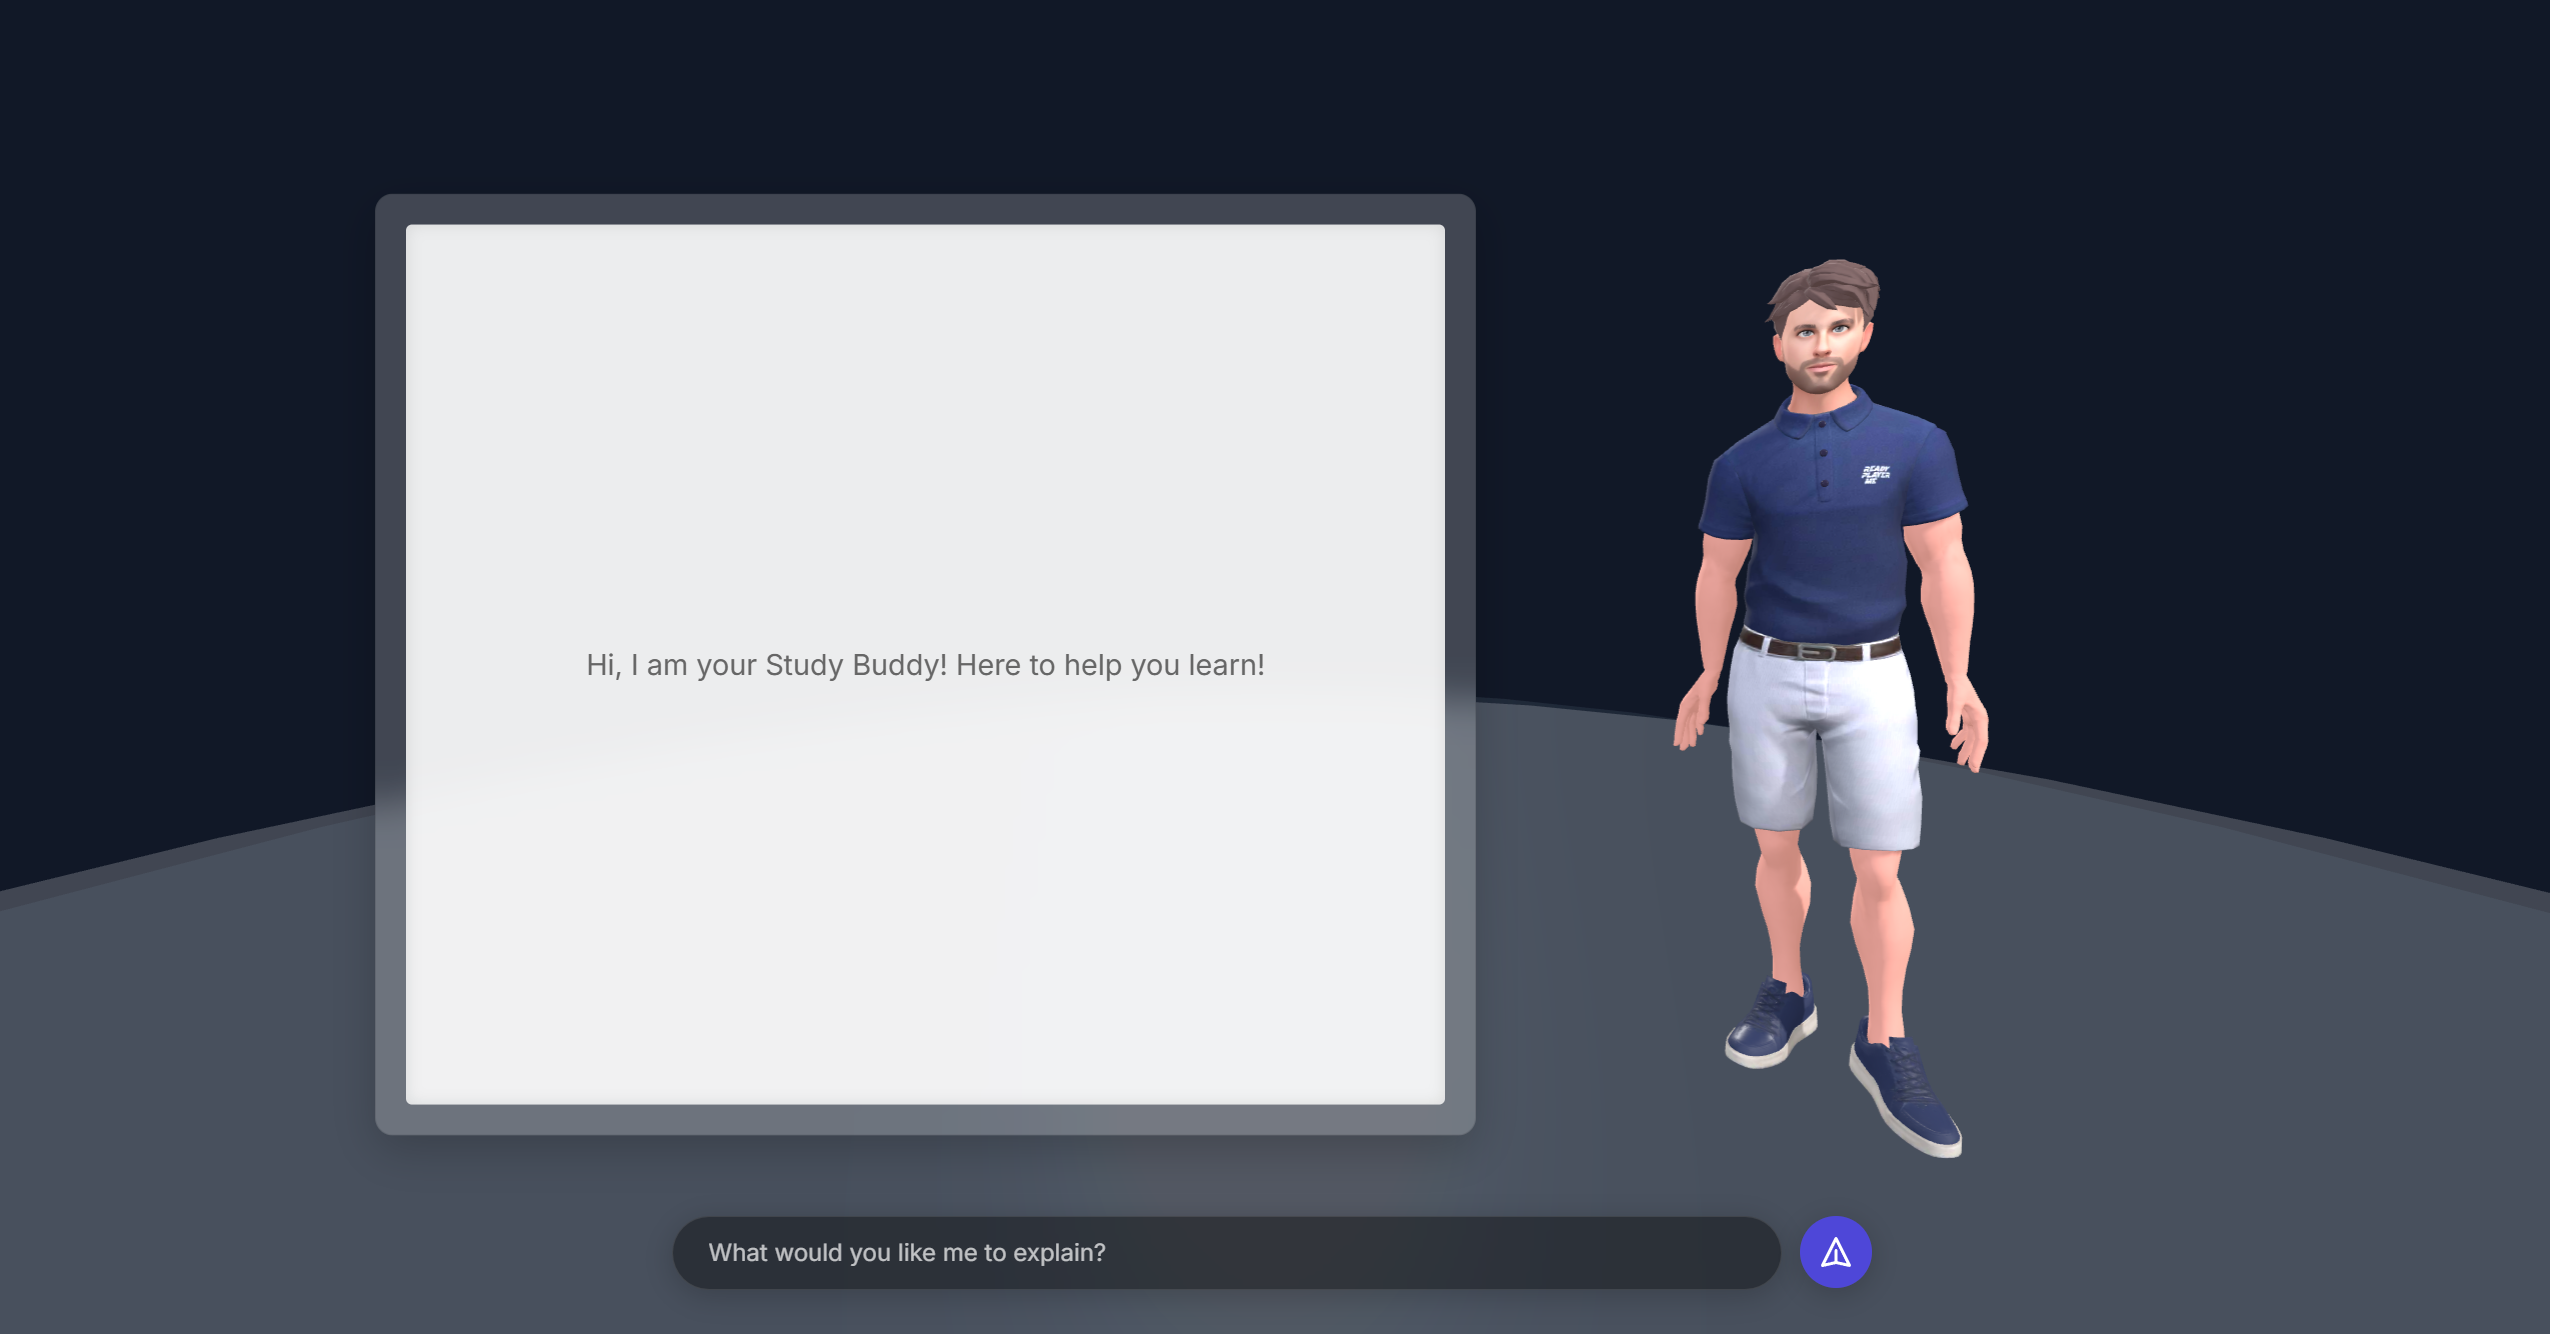 Hi, I am your Study Buddy! Here to help you learn!
READY
PLAYER
ME
What would you like me to explain?